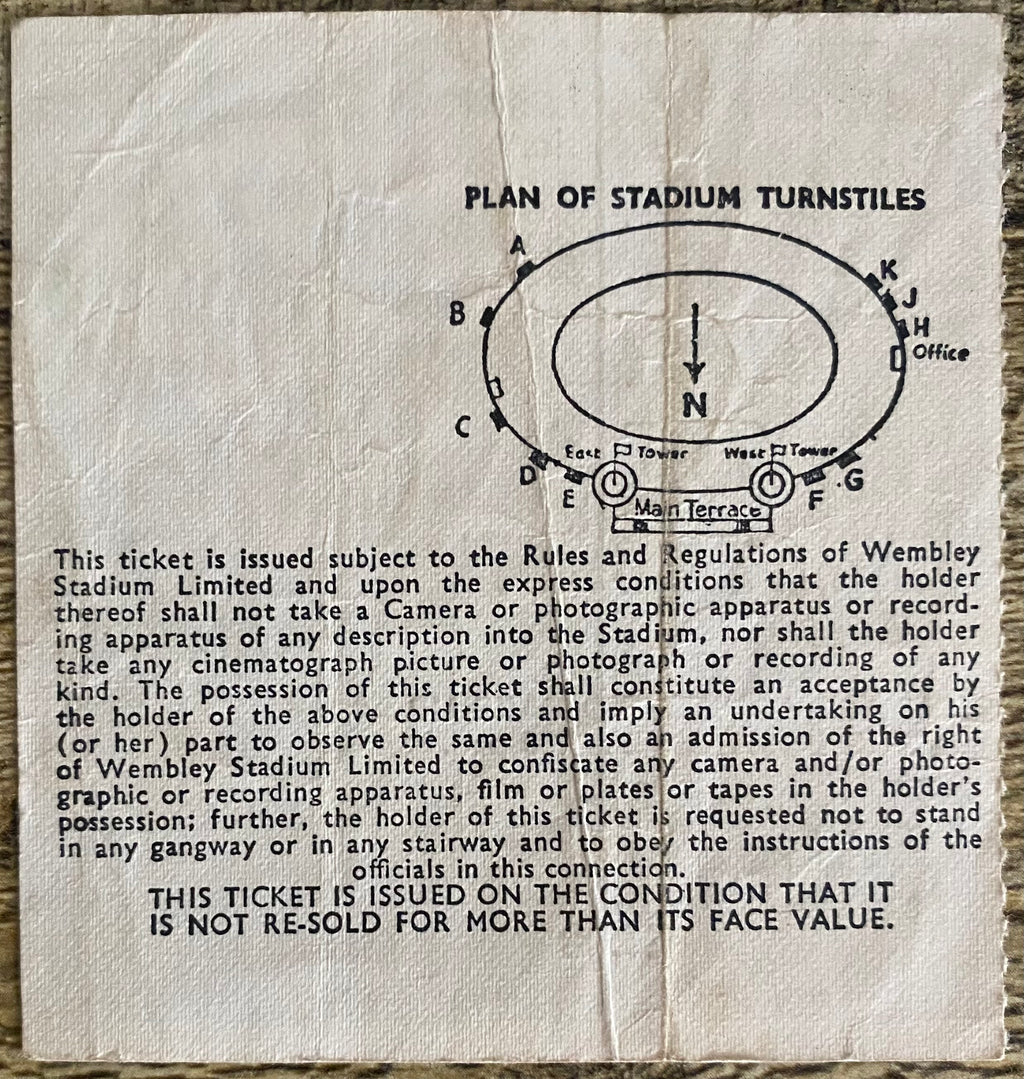 PLAN OF STADIUM TURNSTILES
A
K
J
B
H
Office
N
C
East Tower
West Tower
D
G
E
F
Main Terrace
This ticket is issued subject to the Rules and Regulations of Wembley
Stadium Limited and upon the express conditions that the holder
thereof shall not take a Camera or photographic apparatus or record-
ing apparatus of any description into the Stadium, nor shall the holder
take any cinematograph picture or photograph or recording of any
kind. The possession of this ticket shall constitute an acceptance by
the holder of the above conditions and imply an undertaking on his
(or her) part to observe the same and also an admission of the right
of Wembley Stadium Limited to confiscate any camera and/or photo-
graphic or recording apparatus, film or plates or tapes in the holder's
possession; further, the holder of this ticket is requested not to stand
in any gangway or in any stairway and to obey the instructions of the
officials in this connection.
THIS TICKET IS ISSUED ON THE CONDITION THAT IT
IS NOT RE-SOLD FOR MORE THAN ITS FACE VALUE.